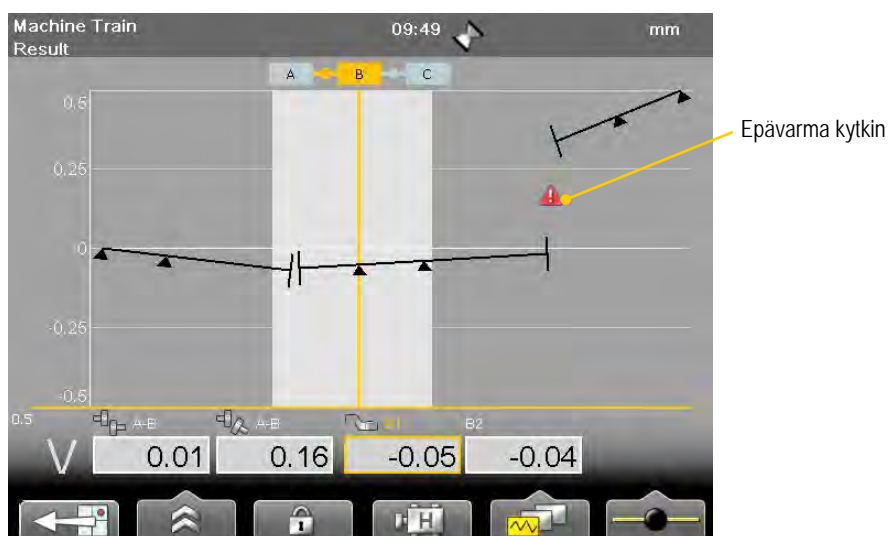 Machine Train 09:49 mm
Result
A B C
0.5
0.25
0
-0.25
-0.5
Epävarma kytkin
0.5 A-B A-B B1 B2
V 0.01 0.16 -0.05 -0.04
H